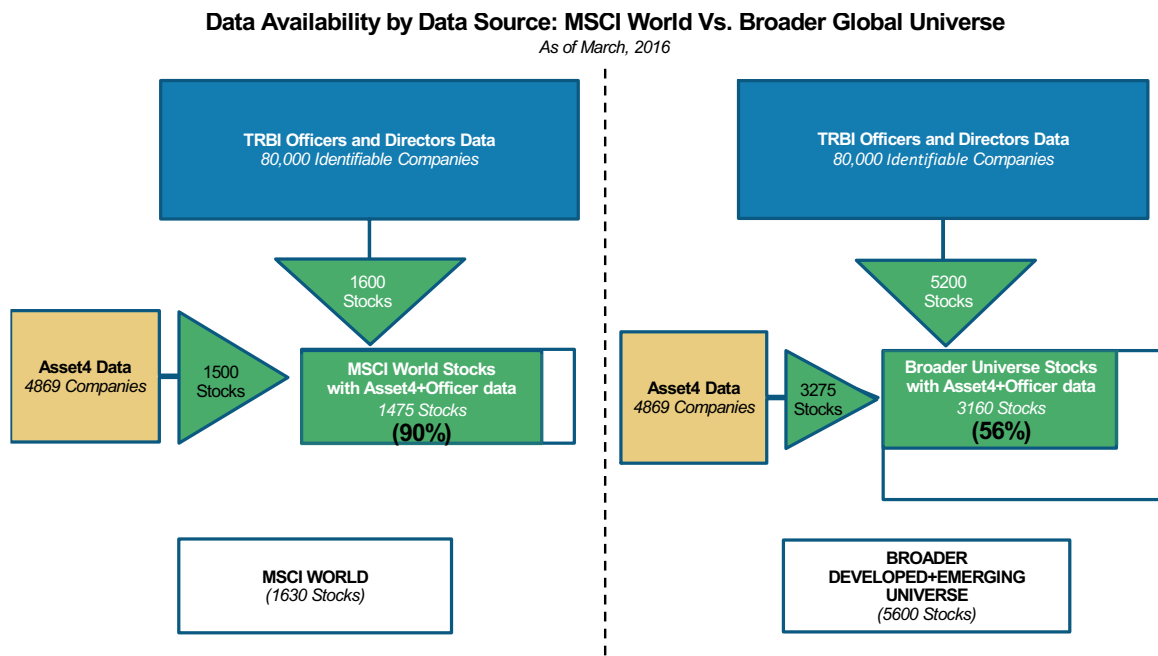 Data Availability by Data Source: MSCI World Vs. Broader Global Universe
As of March, 2016
TRBI Officers and Directors Data
80,000 Identifiable Companies
1600
Stocks
Asset4 Data
4869 Companies
1500
Stocks
MSCI World Stocks
with Asset4+Officer data
1475 Stocks
(90%)
MSCI WORLD
(1630 Stocks)
TRBI Officers and Directors Data
80,000 Identifiable Companies
5200
Stocks
Asset4 Data
4869 Companies
3275
Stocks
Broader Universe Stocks
with Asset4+Officer data
3160 Stocks
(56%)
BROADER
DEVELOPED+EMERGING
UNIVERSE
(5600 Stocks)